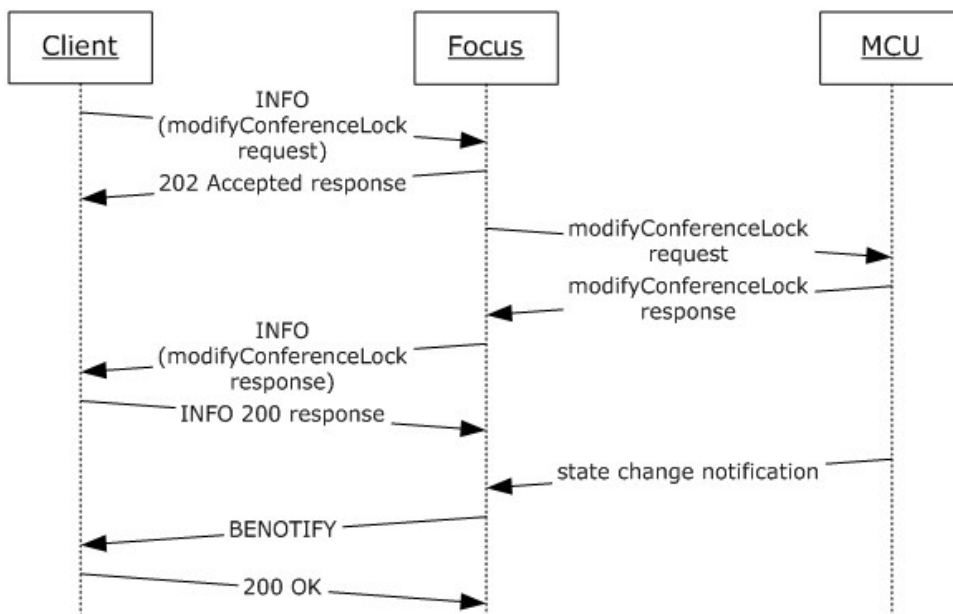 Client
Focus
MCU
INFO
(modifyConferenceLock
request)
202 Accepted response
modifyConferenceLock
request
modifyConferenceLock
response
INFO
(modifyConferenceLock
response)
INFO 200 response
state change notification
BENOTIFY
200 OK